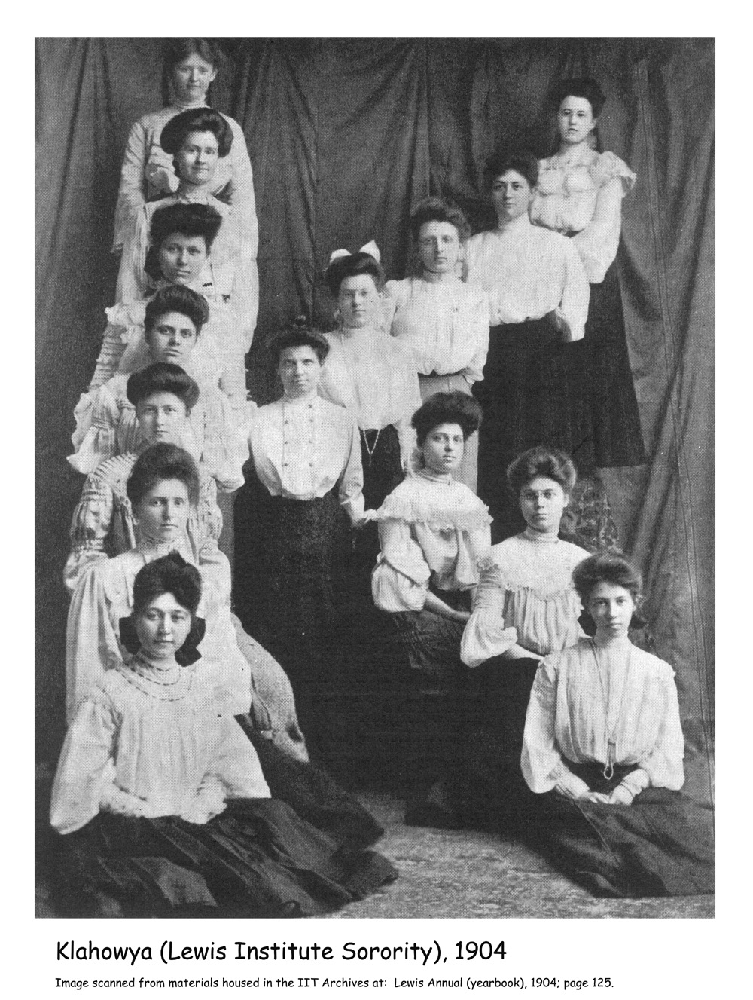 Klahowya (Lewis Institute Sorority), 1904
Image scanned from materials housed in the IIT Archives at:  Lewis Annual (yearbook), 1904; page 125.